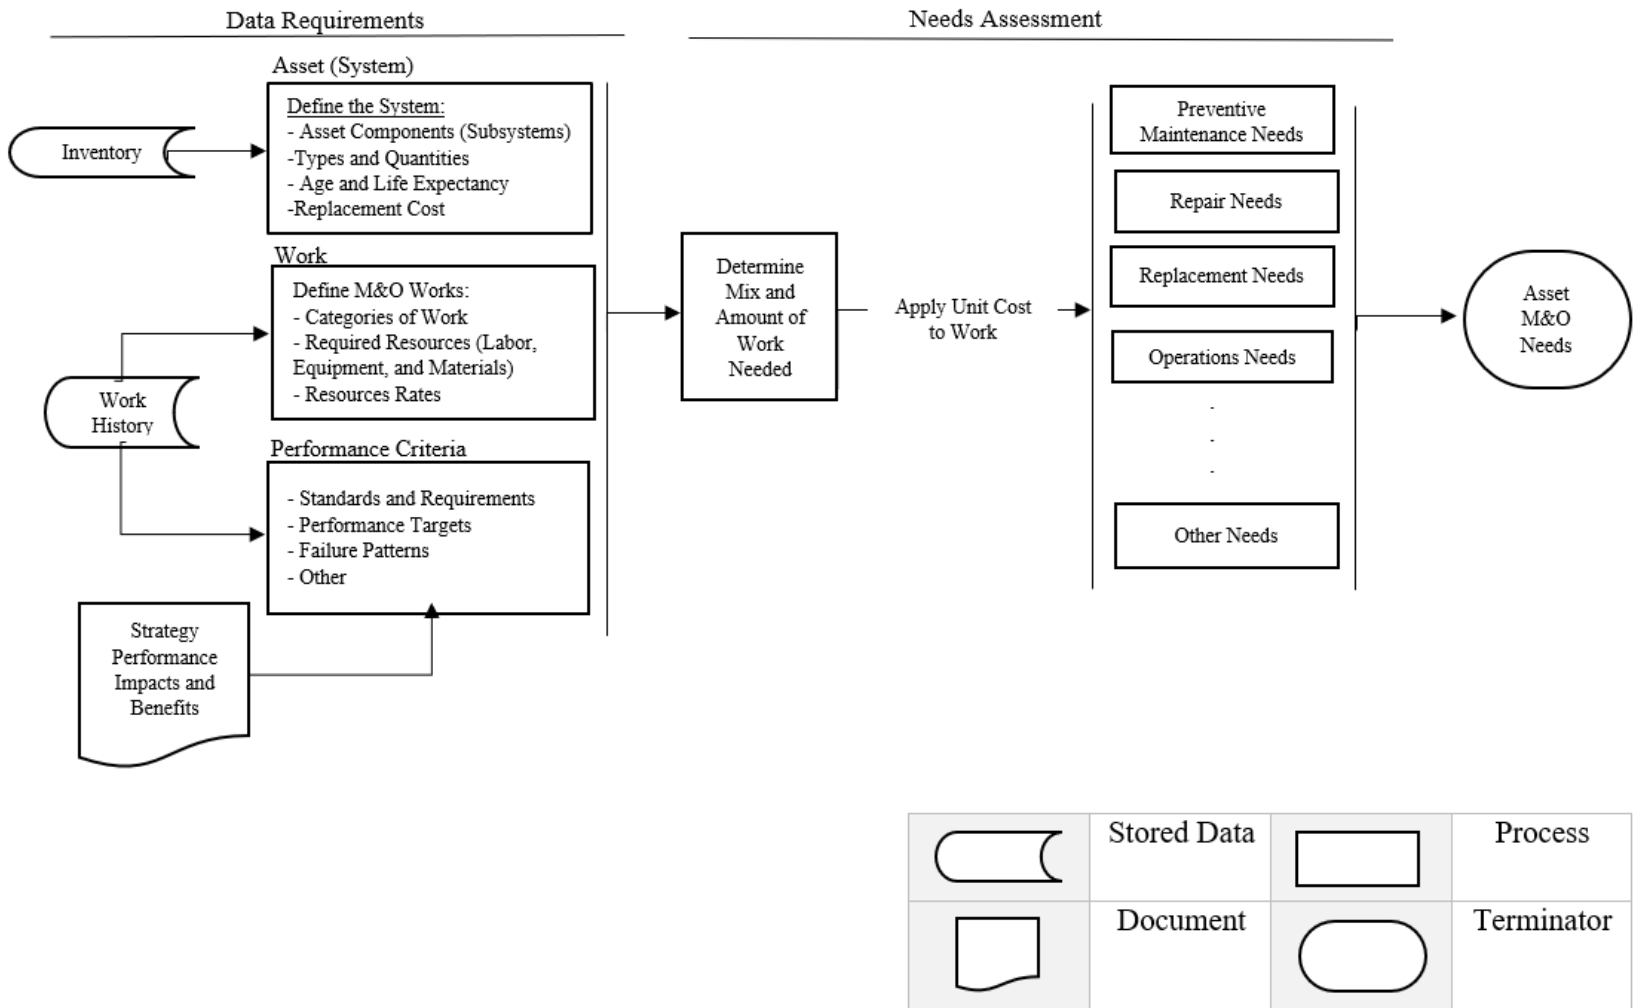 Data Requirements
Needs Assessment
Asset (System)
Define the System:
- Asset Components (Subsystems)
-Types and Quantities
- Age and Life Expectancy
-Replacement Cost
Inventory
Work
Define M&O Works:
- Categories of Work
- Required Resources (Labor,
Equipment, and Materials)
- Resources Rates
Work
History
Performance Criteria
- Standards and Requirements
- Performance Targets
- Failure Patterns
- Other
Strategy
Performance
Impacts and
Benefits
Determine
Mix and
Amount of
Work
Needed
Apply Unit Cost
to Work
Preventive
Maintenance Needs
Repair Needs
Replacement Needs
Operations Needs
.
.
.
Other Needs
Asset
M&O
Needs
Stored Data
Process
Document
Terminator